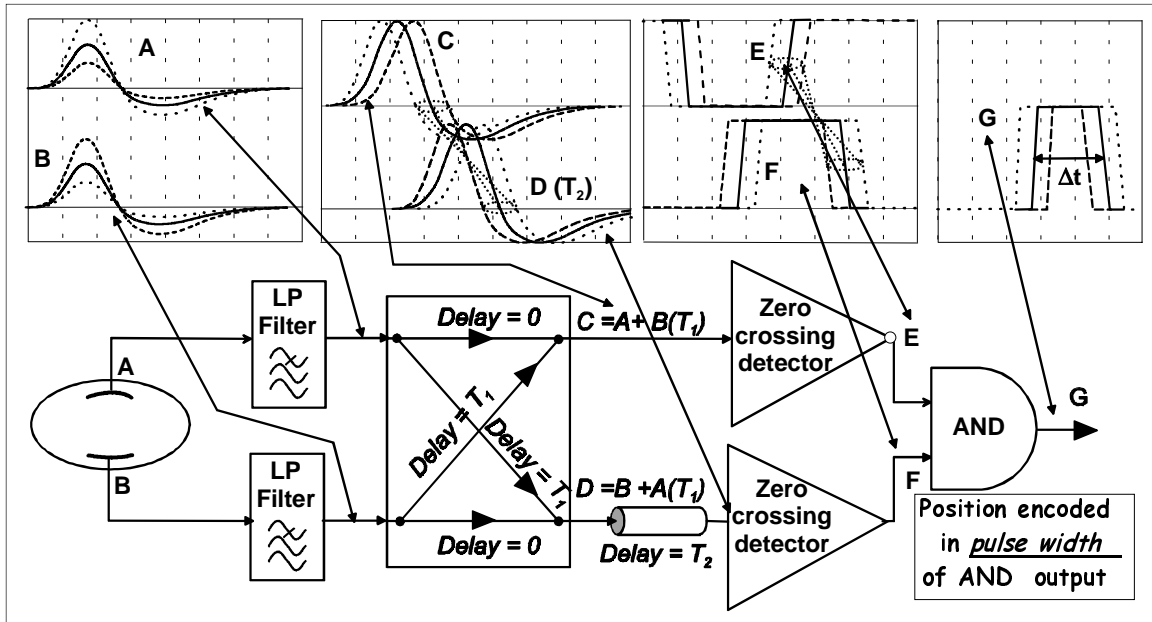 A
B
C
D (T₂)
E
F
G
Δt
LP
Filter
A
Delay = 0
C =A+ B(T₁)
Zero
crossing
detector
E
Delay = T₁
Delay = T₁
AND
G
B
LP
Filter
Delay = 0
D =B +A(T₁)
Delay = T₂
Zero
crossing
detector
F
Position encoded
in pulse width
of AND output